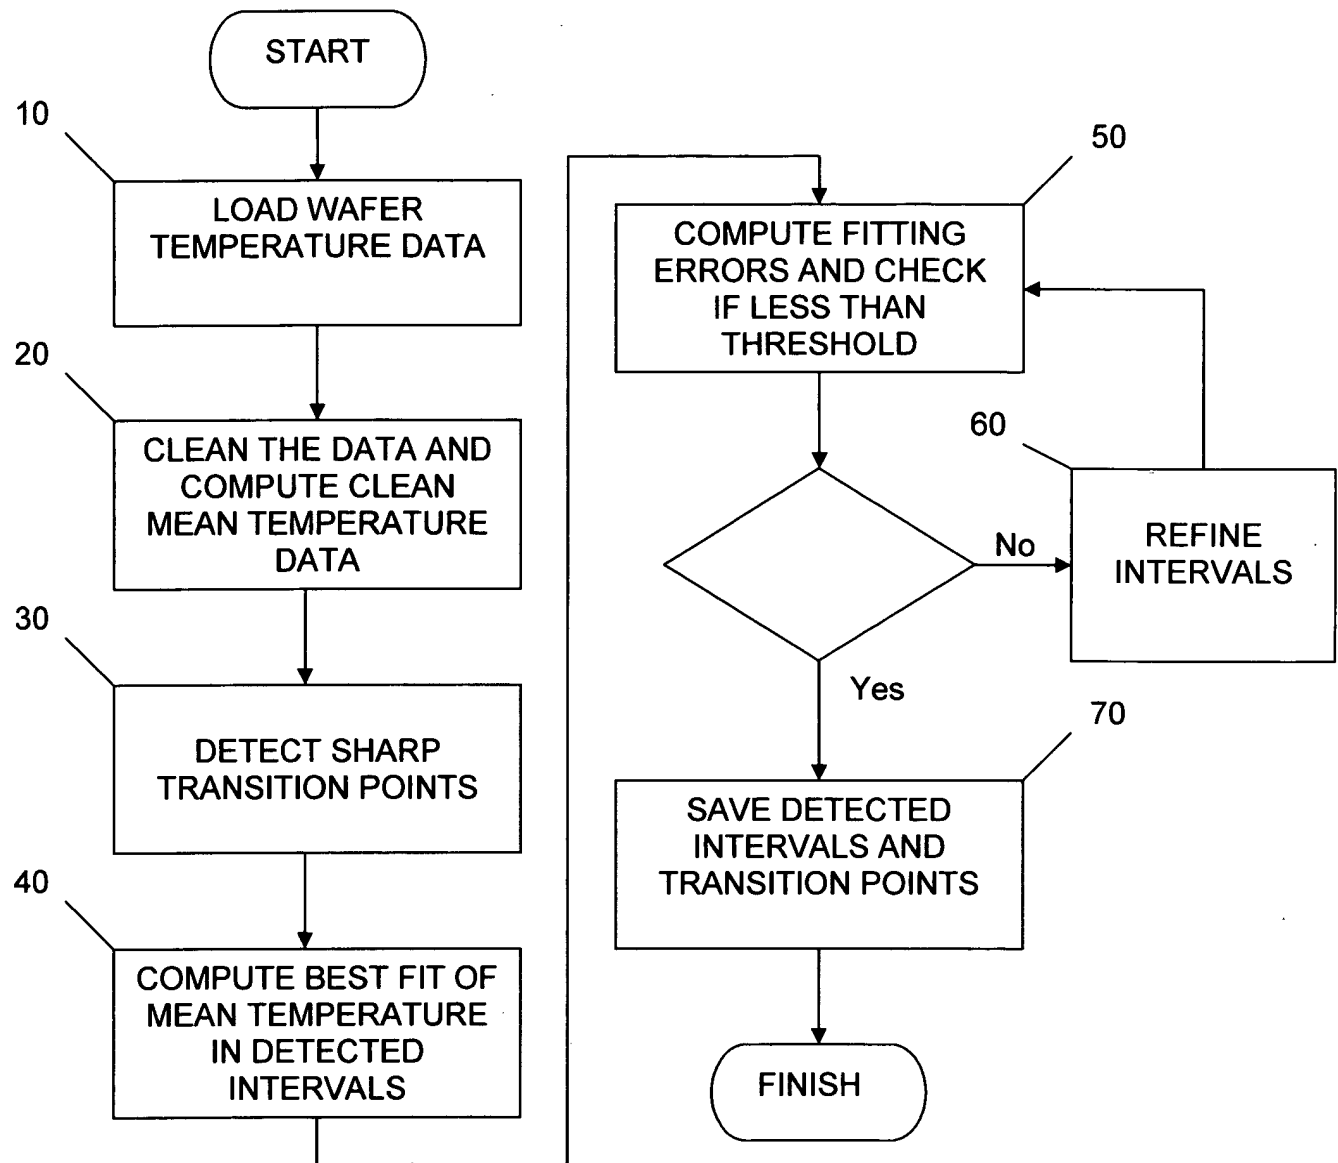 START
10
LOAD WAFER
TEMPERATURE DATA
20
CLEAN THE DATA AND
COMPUTE CLEAN
MEAN TEMPERATURE
DATA
30
DETECT SHARP
TRANSITION POINTS
40
COMPUTE BEST FIT OF
MEAN TEMPERATURE
IN DETECTED
INTERVALS
50
COMPUTE FITTING
ERRORS AND CHECK
IF LESS THAN
THRESHOLD
60
No
REFINE
INTERVALS
Yes
70
SAVE DETECTED
INTERVALS AND
TRANSITION POINTS
FINISH